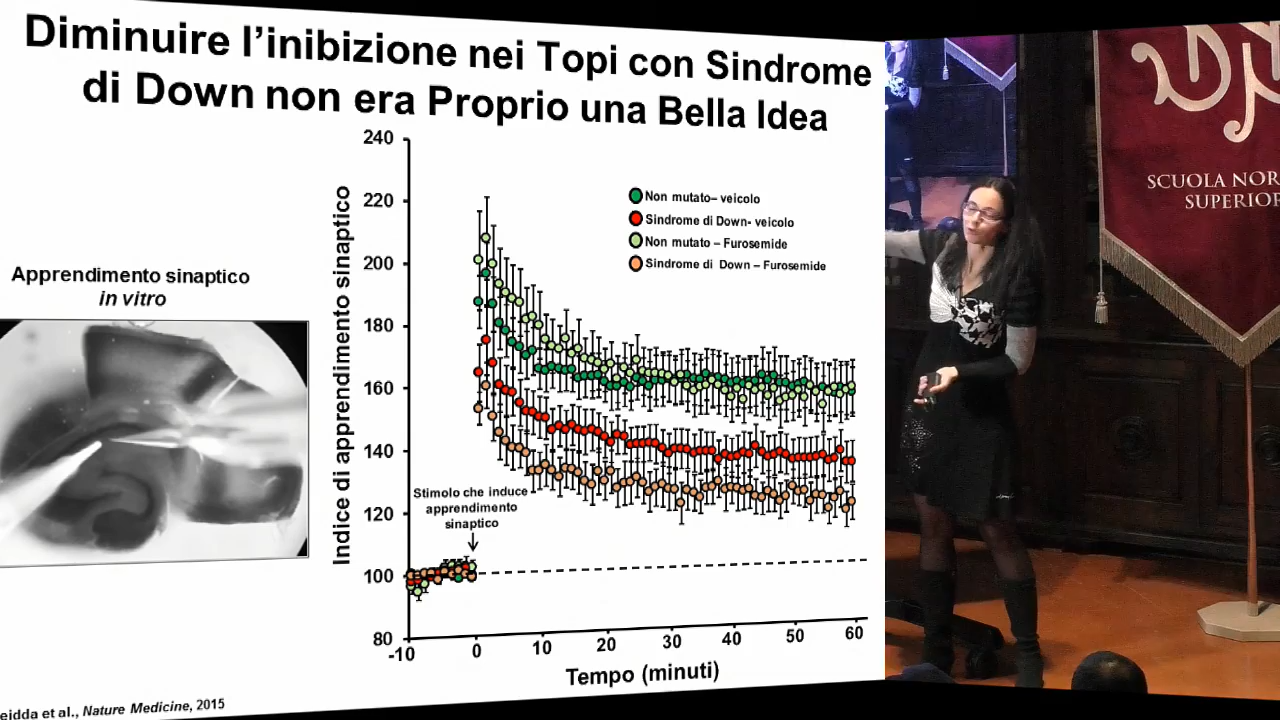 Diminuire l'inibizione nei Topi con Sindrome
di Down non era Proprio una Bella Idea
Apprendimento sinaptico
in vitro
Indice di apprendimento sinaptico
240
220
200
180
160
140
120
100
80
Non mutato– veicolo
Sindrome di Down- veicolo
Non mutato – Furosemide
Sindrome di Down – Furosemide
Stimolo che induce
apprendimento
sinaptico
-10
0
10
20
30
40
50
60
Tempo (minuti)
et al., Nature Medicine, 2015
SCUOLA